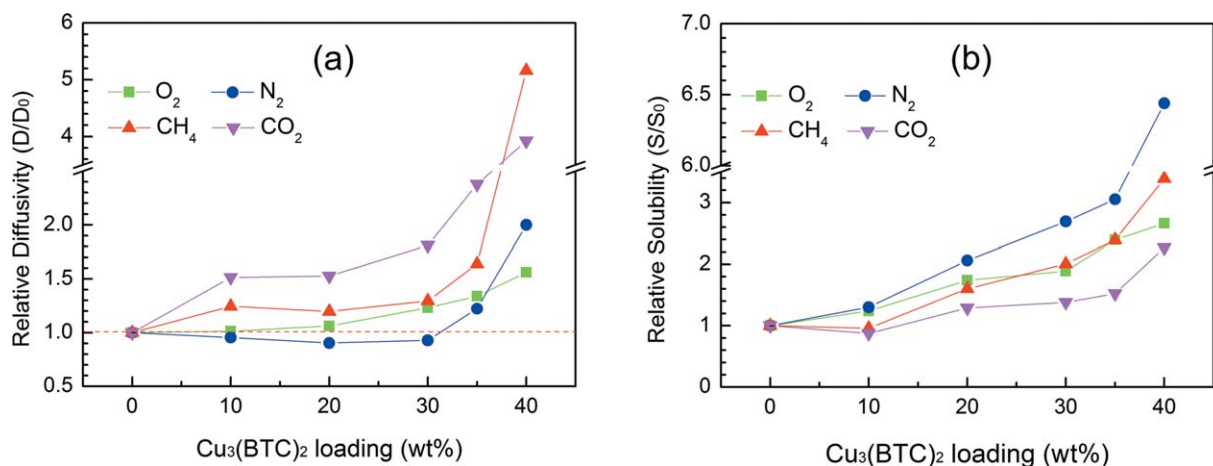 (a)
Relative Diffusivity (D/D₀)
6
5
4
2.0
1.5
1.0
0.5
O₂
N₂
CH₄
CO₂
0 10 20 30 40
Cu₃(BTC)₂ loading (wt%)
(b)
Relative Solubility (S/S₀)
7.0
6.5
6.0
3
2
1
0
O₂
N₂
CH₄
CO₂
0 10 20 30 40
Cu₃(BTC)₂ loading (wt%)